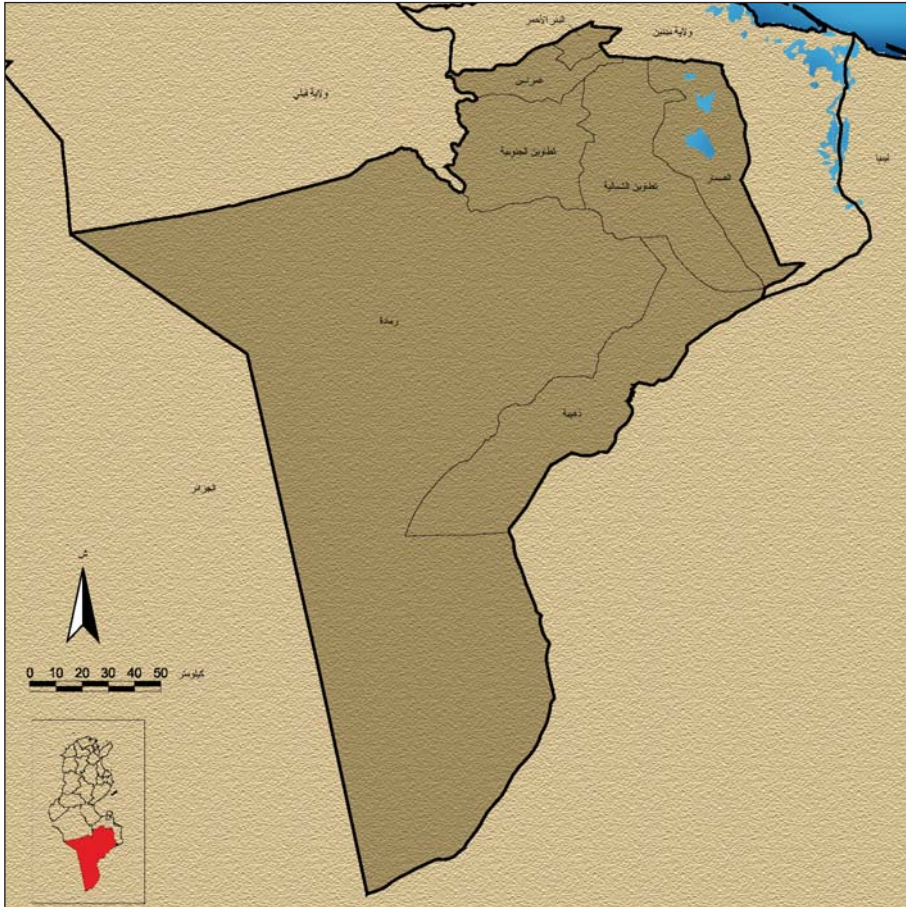 البئر الأحمر
ولاية مدنين
غمراسن
ولاية قبلي
تطاوين الجنوبية
ليبيا
الصمار
تطاوين الشمالية
رمادة
ذهيبة
الجزائر
ش
0 10 20 30 40 50 كيلومتر